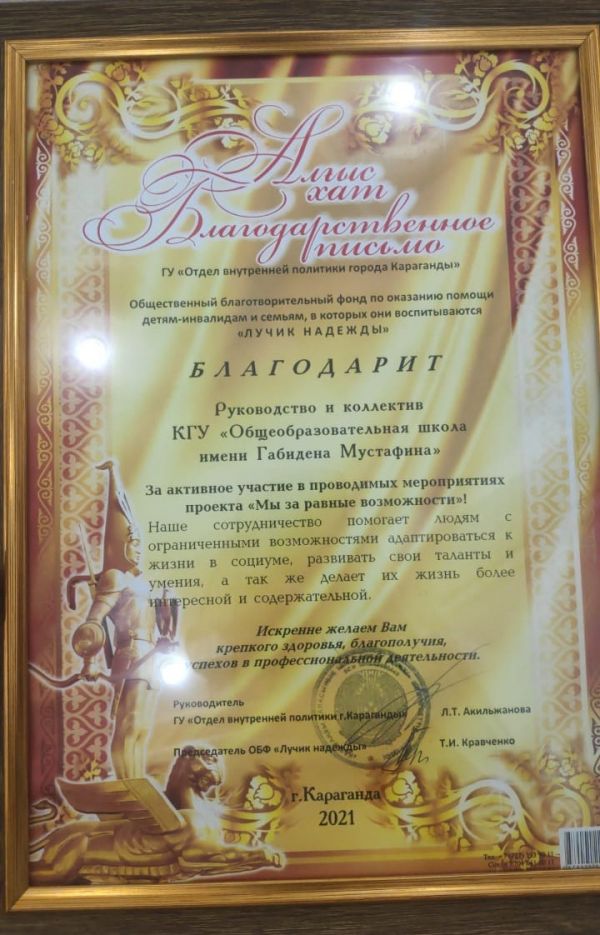 Алғыс
хат
Благодарственное
письмо
ГУ «Отдел внутренней политики города Караганды»
Общественный благотворительный фонд по оказанию помощи
детям-инвалидам и семьям, в которых они воспитываются
«ЛУЧИК НАДЕЖДЫ»
БЛАГОДАРИТ
Руководство и коллектив
КГУ «Общеобразовательная школа
имени Габидена Мустафина»
За активное участие в проводимых мероприятиях
проекта «Мы за равные возможности»!
Наше сотрудничество помогает людям с
ограниченными возможностями адаптироваться к
жизни в социуме, развивать свои таланты и
умения, а так же делает их жизнь более
интересной и содержательной.
Искренне желаем Вам
крепкого здоровья, благополучия,
успехов в профессиональной деятельности.
Руководитель
ГУ «Отдел внутренней политики г.Караганды» Л.Т. Акильжанова
Председатель ОБФ «Лучик надежды» Т.И. Кравченко
г.Караганда
2021